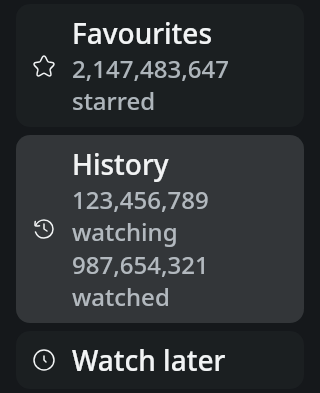 Favourites
2,147,483,647
starred
History
123,456,789
watching
987,654,321
watched
Watch later